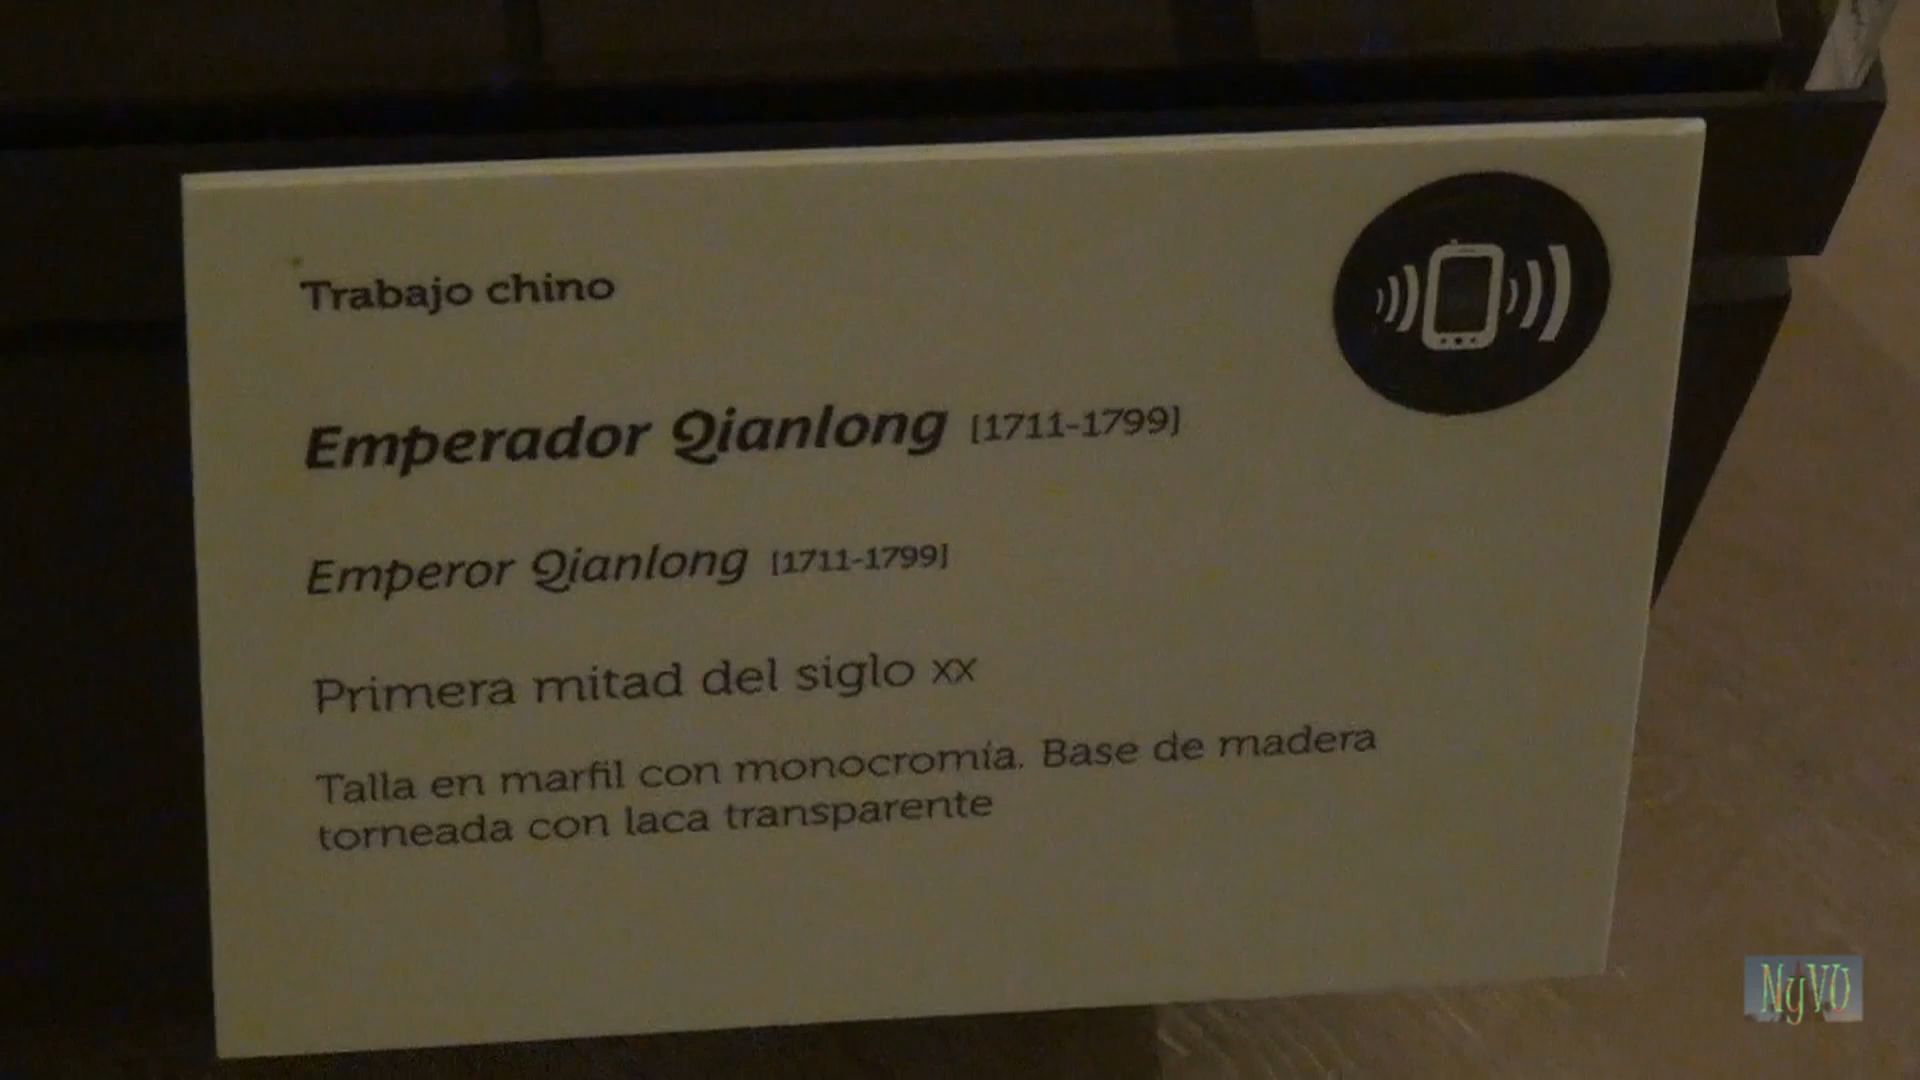 Trabajo chino
Emperador Qianlong [1711-1799]
Emperor Qianlong [1711-1799]
Primera mitad del siglo xx
Talla en marfil con monocromía. Base de madera
torneada con laca transparente
NyVO